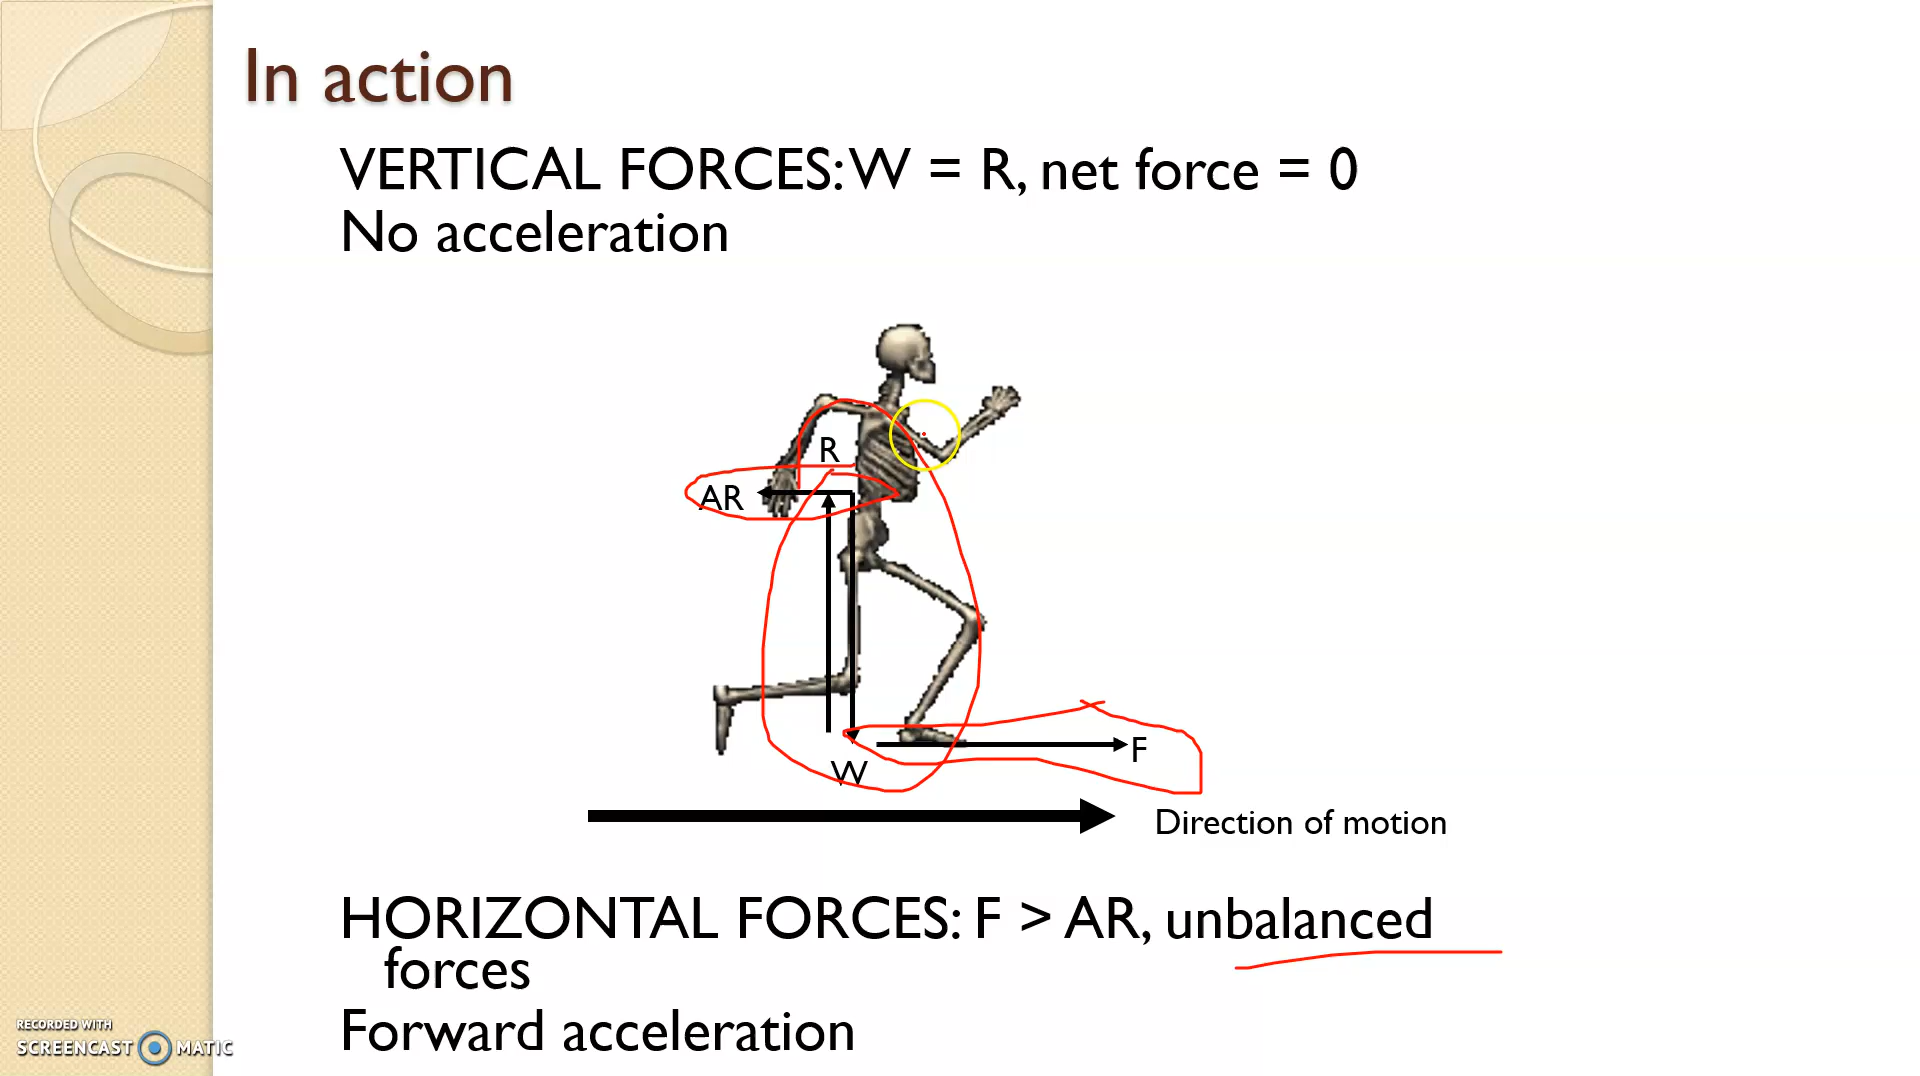 In action
VERTICAL FORCES: W = R, net force = 0
No acceleration
R
AR
F
W
Direction of motion
HORIZONTAL FORCES: F > AR, unbalanced
forces
Forward acceleration
RECORDED WITH
SCREENCAST MATIC